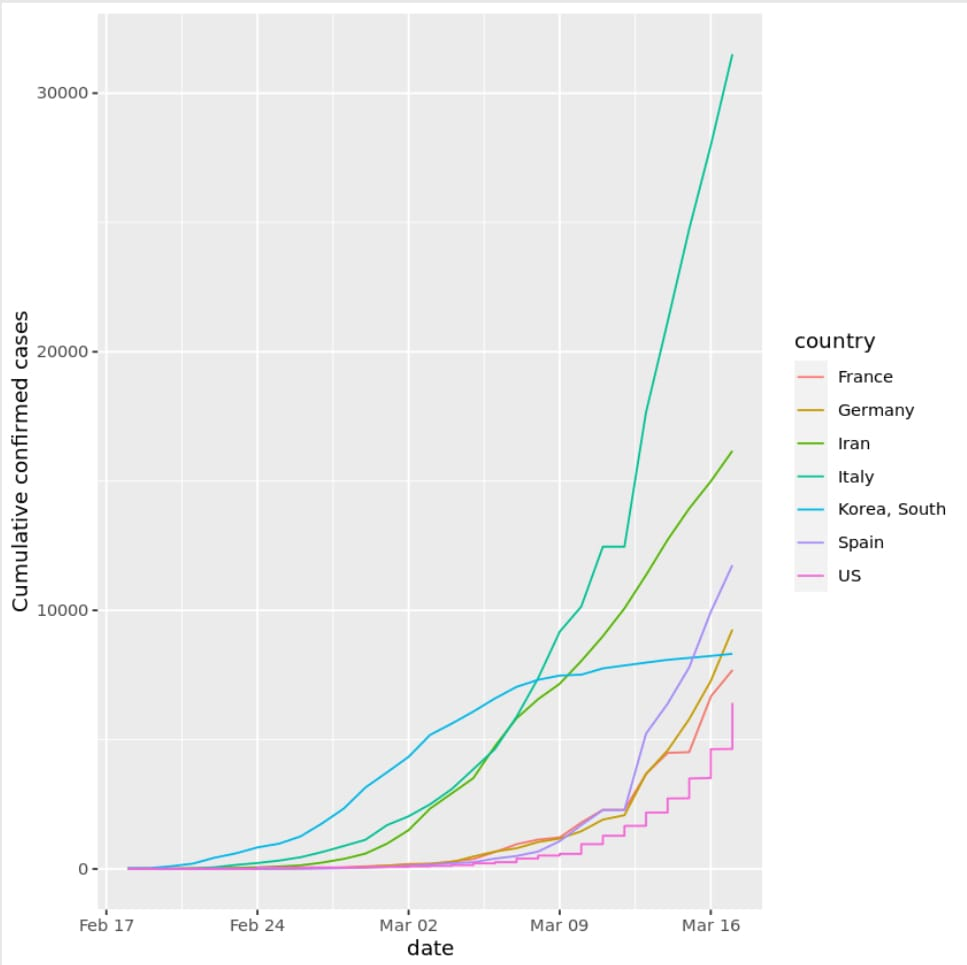 Cumulative confirmed cases
30000
20000
10000
0
Feb 17 Feb 24 Mar 02 Mar 09 Mar 16
date
country
France
Germany
Iran
Italy
Korea, South
Spain
US